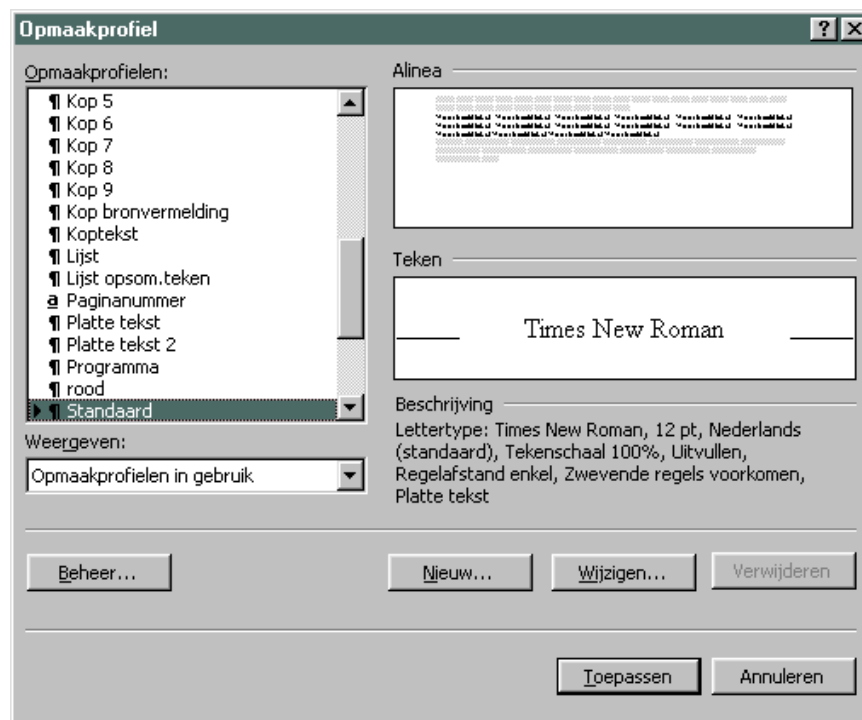 Opmaakprofiel
Opmaakprofielen:
¶ Kop 5
¶ Kop 6
¶ Kop 7
¶ Kop 8
¶ Kop 9
¶ Kop bronvermelding
¶ Koptekst
¶ Lijst
¶ Lijst opsom.teken
a Paginanummer
¶ Platte tekst
¶ Platte tekst 2
¶ Programma
¶ rood
¶ Standaard
Weergeven:
Opmaakprofielen in gebruik
Alinea
Teken
Times New Roman
Beschrijving
Lettertype: Times New Roman, 12 pt, Nederlands
(standaard), Tekenschaal 100%, Uitvullen,
Regelafstand enkel, Zwevende regels voorkomen,
Platte tekst
Beheer...
Nieuw...
Wijzigen...
Verwijderen
Toepassen
Annuleren